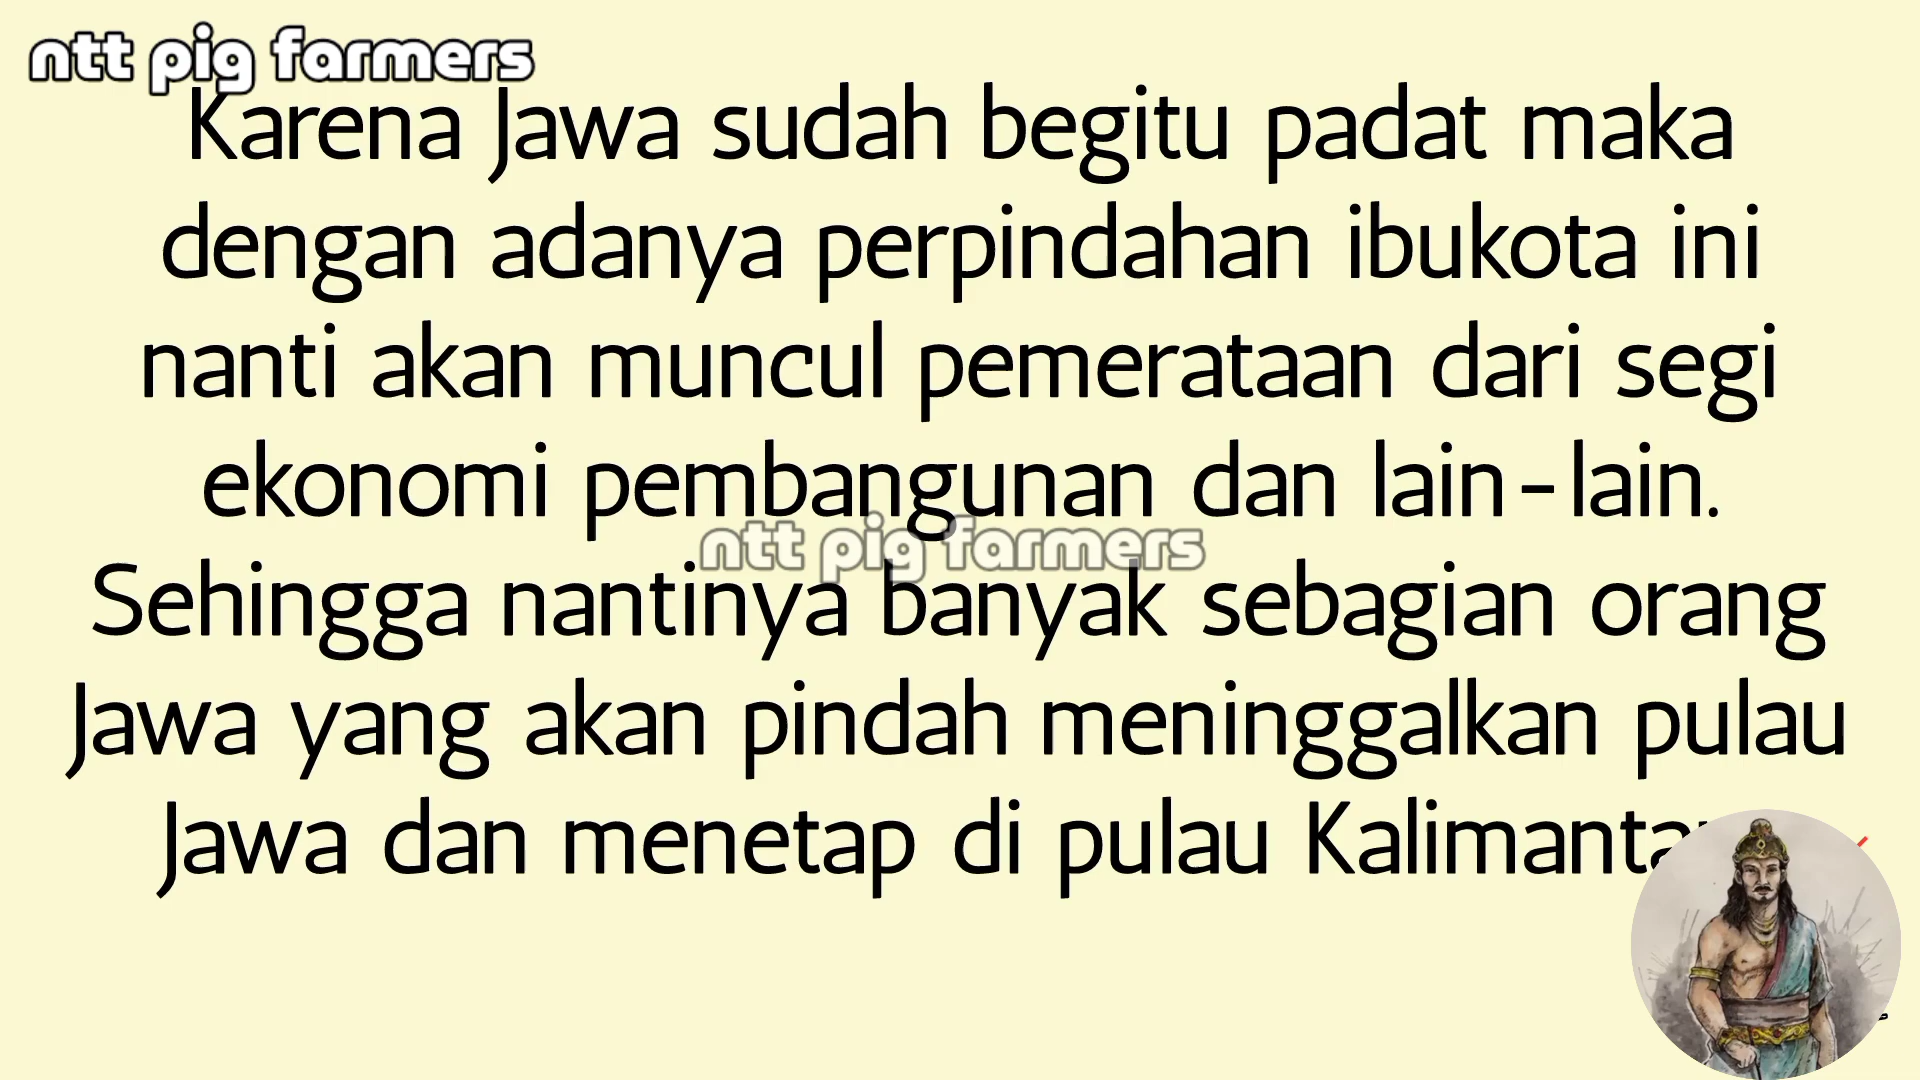 ntt pig farmers
Karena Jawa sudah begitu padat maka
dengan adanya perpindahan ibukota ini
nanti akan muncul pemerataan dari segi
ekonomi pembangunan dan lain-lain.
ntt pig farmers
Sehingga nantinya banyak sebagian orang
Jawa yang akan pindah meninggalkan pulau
Jawa dan menetap di pulau